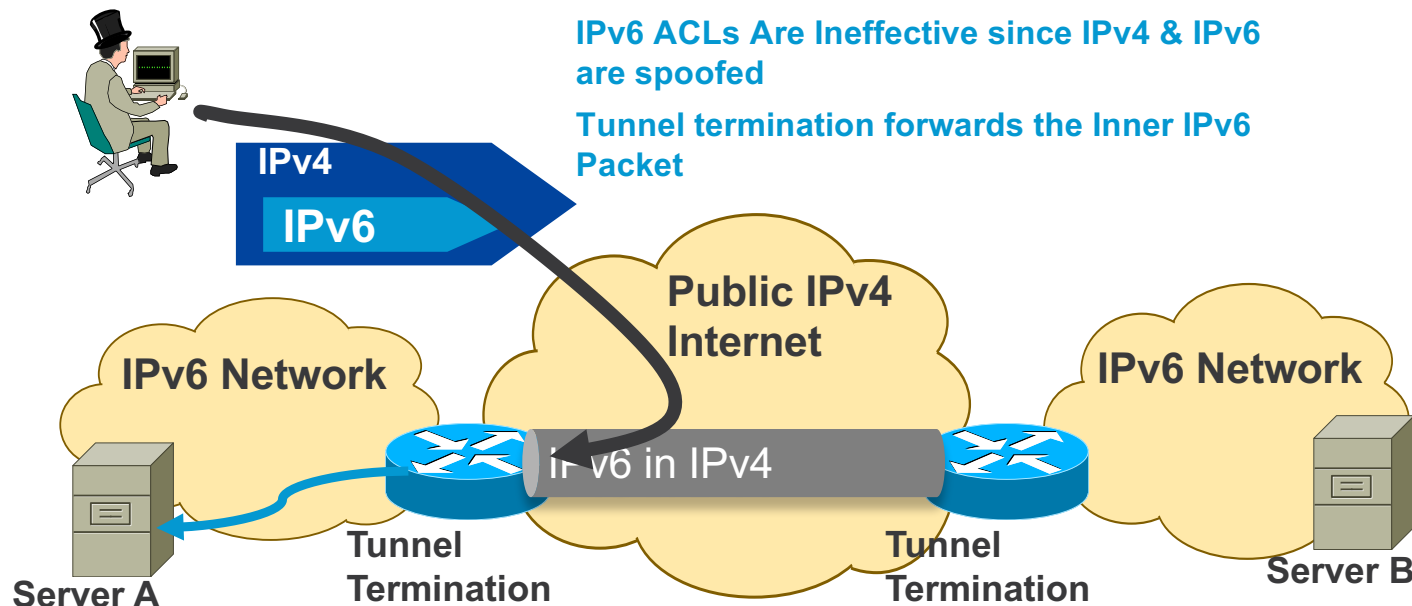 IPv6 ACLs Are Ineffective since IPv4 & IPv6
are spoofed
Tunnel termination forwards the Inner IPv6
Packet
IPv4
IPv6
Public IPv4
Internet
IPv6 Network
IPv6 Network
IPv6 in IPv4
Tunnel
Termination
Tunnel
Termination
Server A
Server B